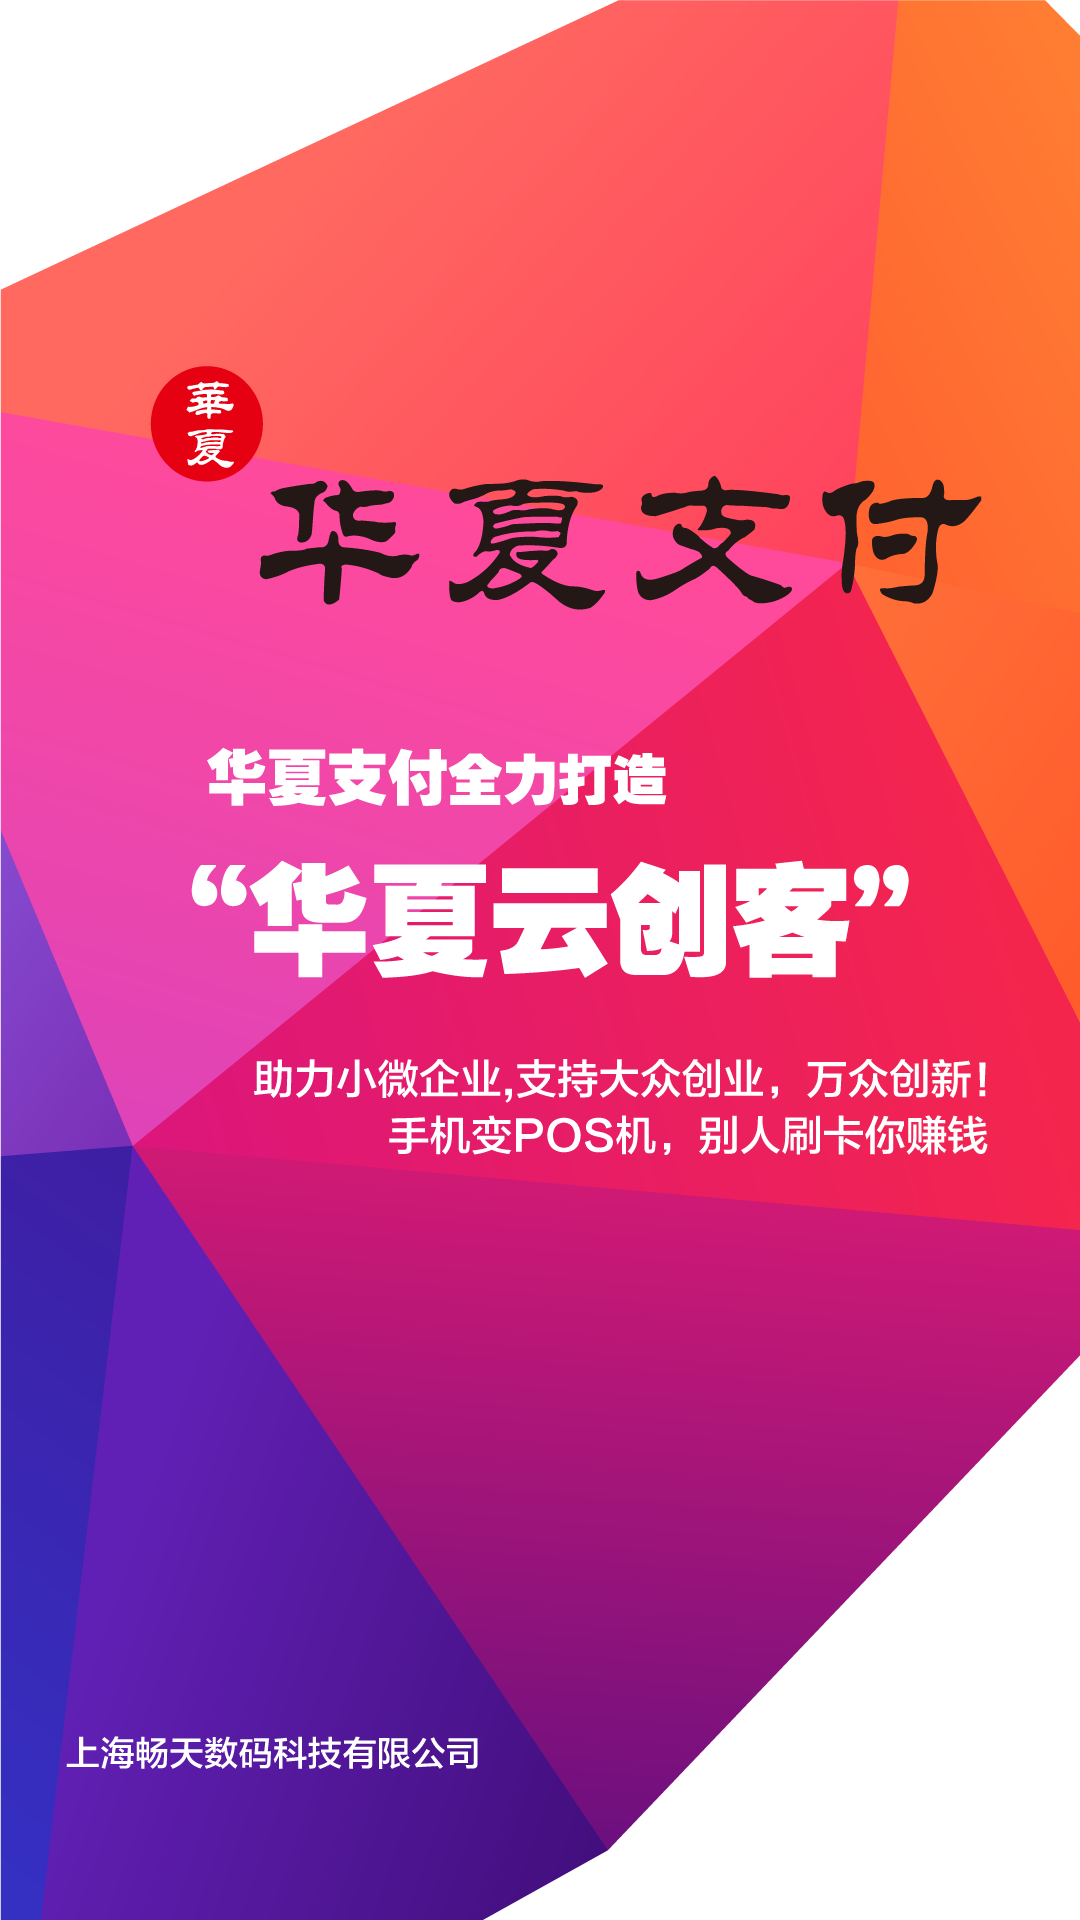 華
夏
华夏支付
华夏支付全力打造
“华夏云创客”
助力小微企业,支持大众创业，万众创新!
手机变POS机，别人刷卡你赚钱
上海畅天数码科技有限公司